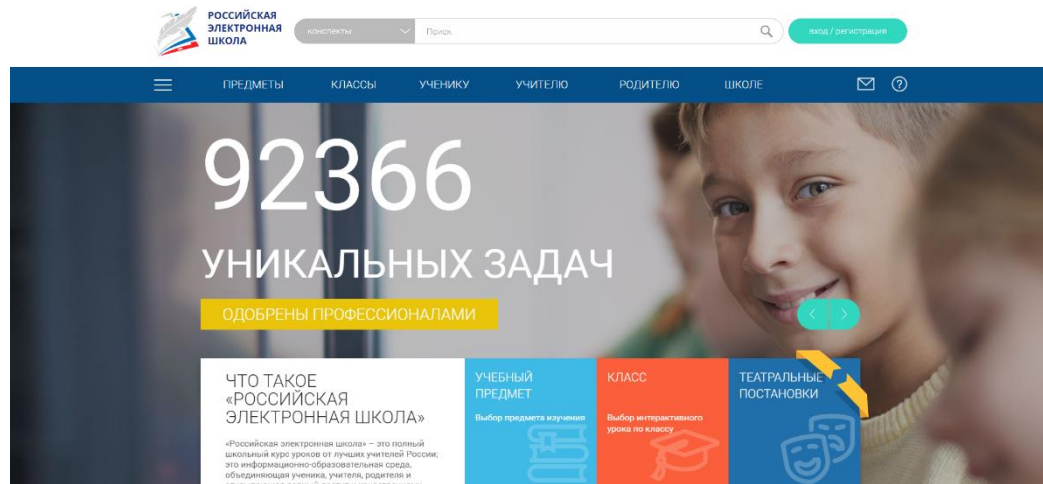 РОССИЙСКАЯ
ЭЛЕКТРОННАЯ
ШКОЛА
конспекты
Поиск
вход / регистрация
ПРЕДМЕТЫ КЛАССЫ УЧЕНИКУ УЧИТЕЛЮ РОДИТЕЛЮ ШКОЛЕ
92366
УНИКАЛЬНЫХ ЗАДАЧ
ОДОБРЕНЫ ПРОФЕССИОНАЛАМИ
ЧТО ТАКОЕ
«РОССИЙСКАЯ
ЭЛЕКТРОННАЯ ШКОЛА»
«Российская электронная школа» – это полный
школьный курс уроков от лучших учителей России;
это информационно-образовательная среда,
объединяющая ученика, учителя, родителя и
УЧЕБНЫЙ
ПРЕДМЕТ
Выбор предмета изучения
КЛАСС
Выбор интерактивного
урока по классу
ТЕАТРАЛЬНЫЕ
ПОСТАНОВКИ